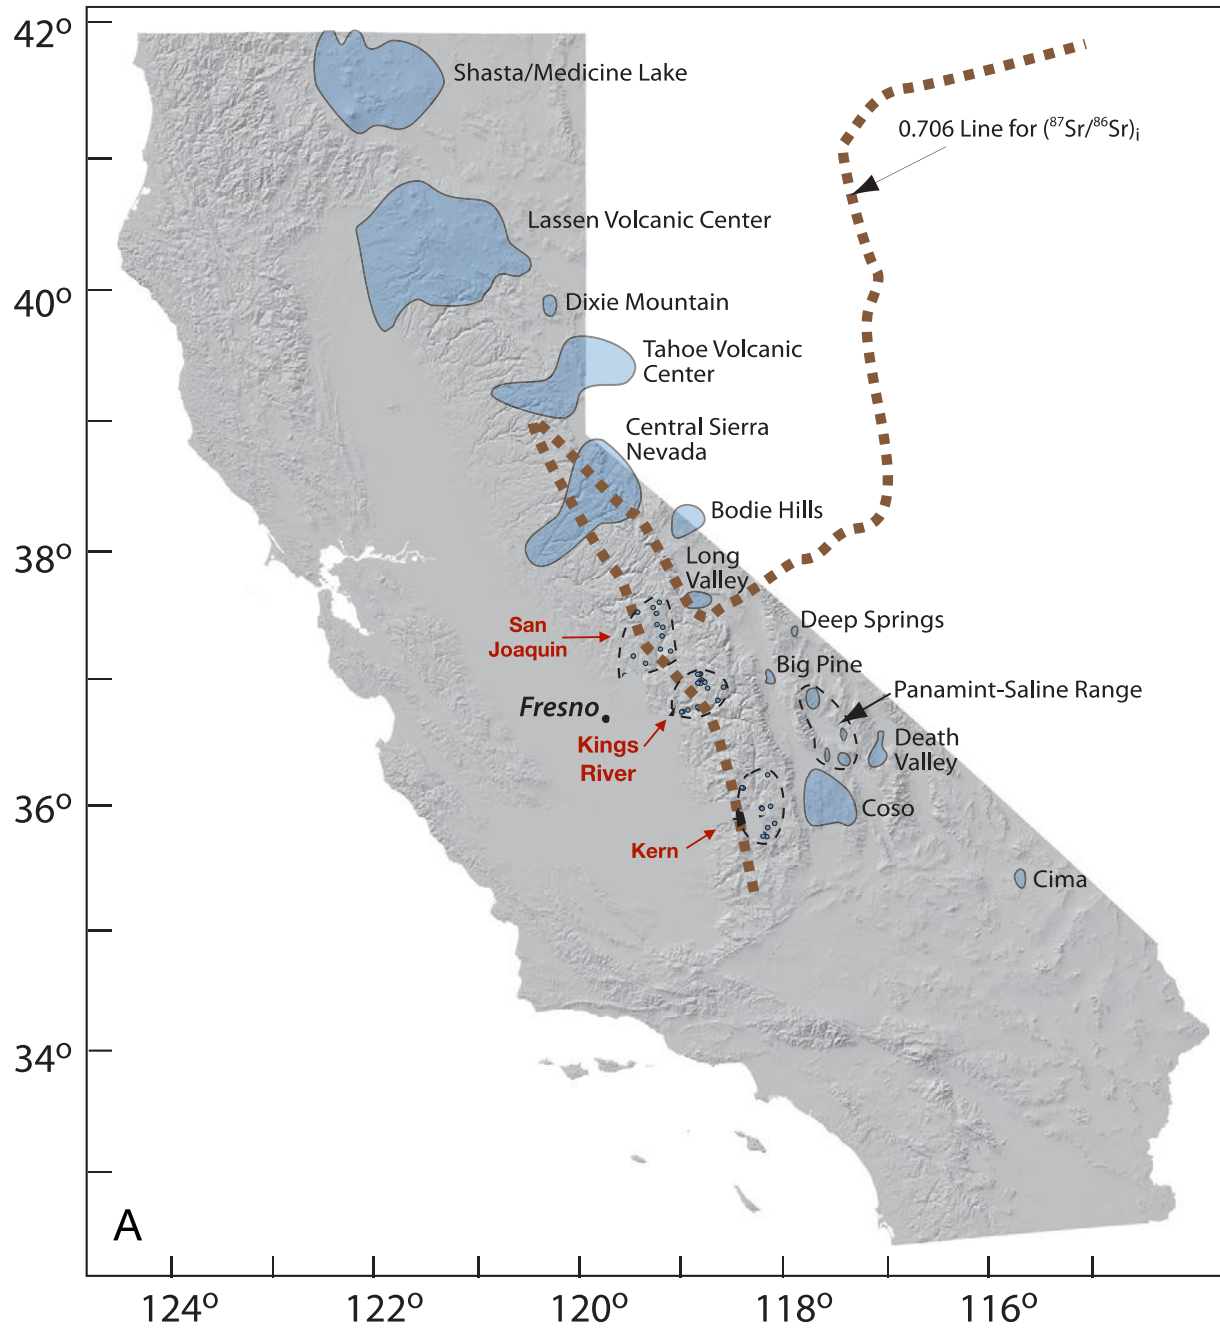 42º
Shasta/Medicine Lake
0.706 Line for (⁸⁷Sr/⁸⁶Sr)ᵢ
Lassen Volcanic Center
40º
Dixie Mountain
Tahoe Volcanic
Center
Central Sierra
Nevada
Bodie Hills
38º
Long
Valley
San
Joaquin
Deep Springs
Big Pine
Panamint-Saline Range
Fresno
Kings
River
Death
Valley
36º
Coso
Kern
Cima
34º
A
124º
122º
120º
118º
116º